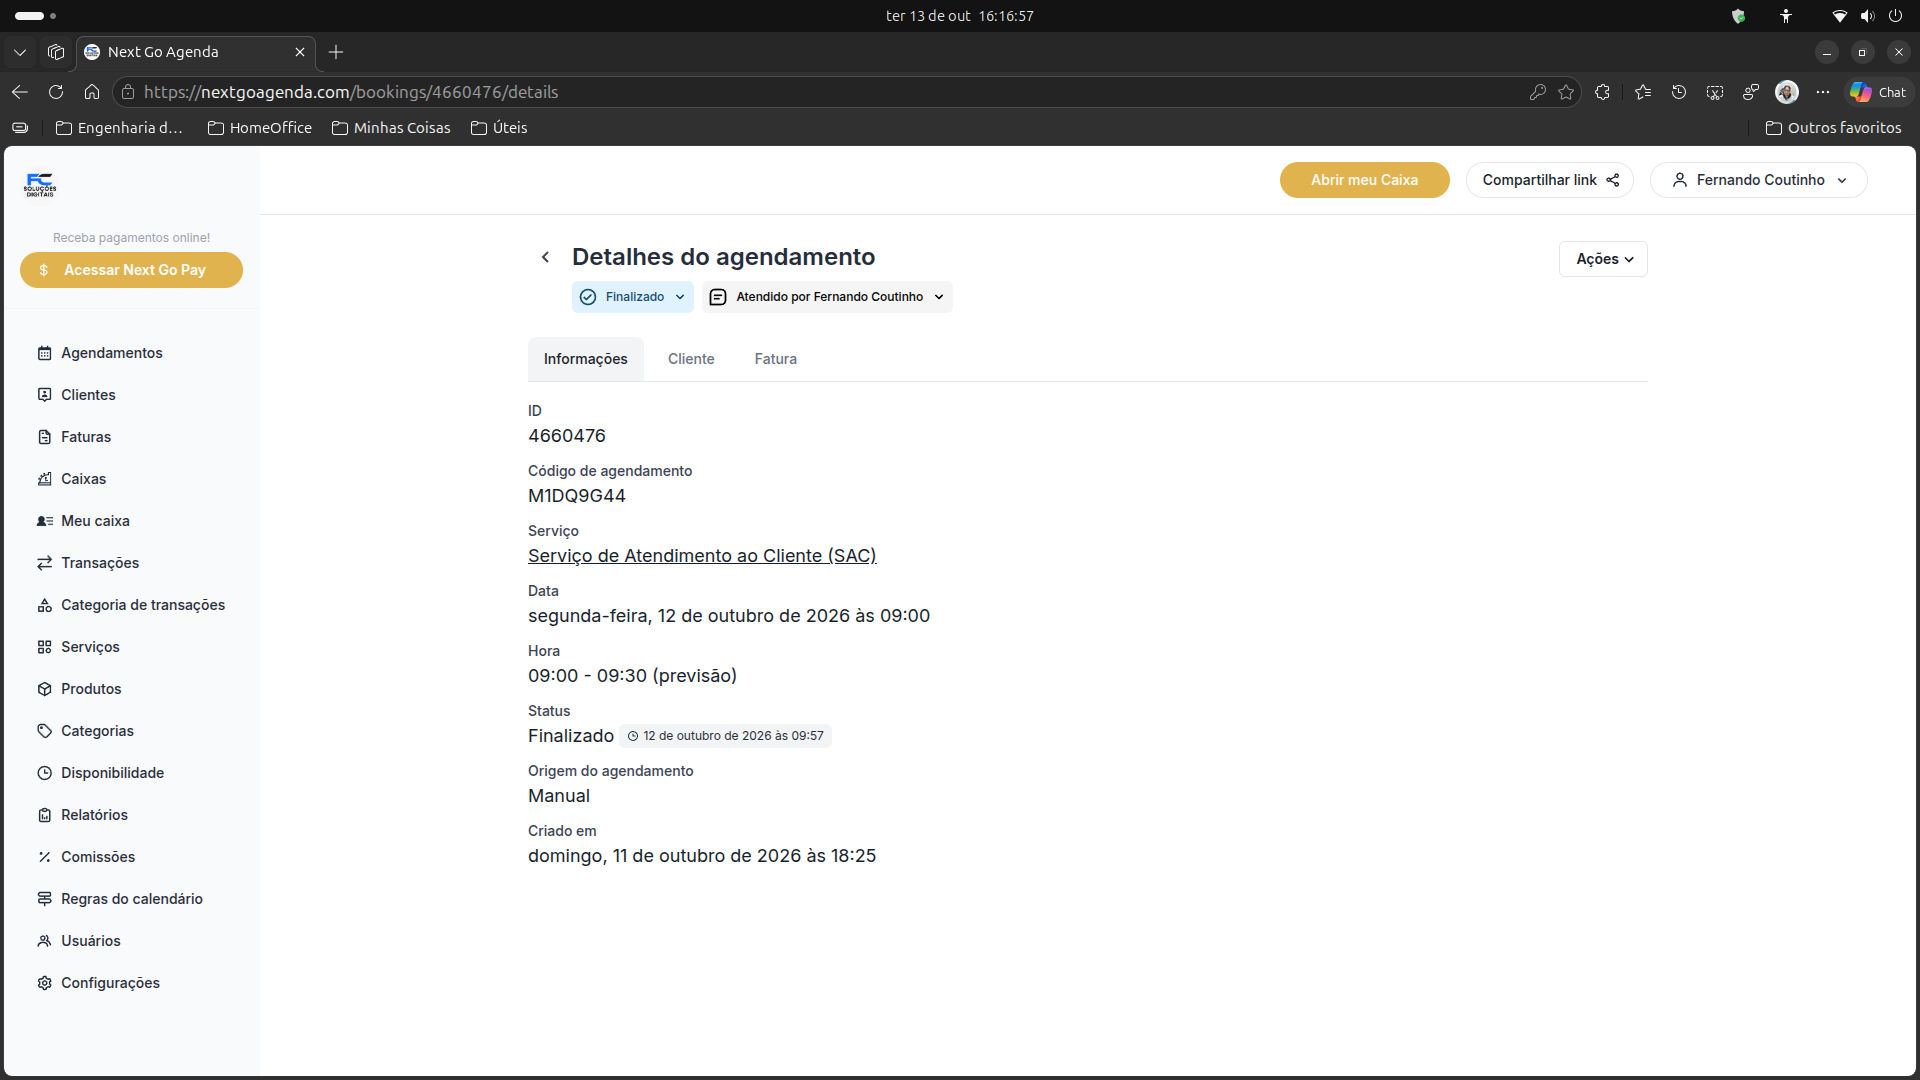 ter 13 de out 16:16:57
Next Go Agenda
https://nextgoagenda.com/bookings/4660476/details
Chat
Engenharia d...
HomeOffice
Minhas Coisas
Úteis
Outros favoritos
FC
SOLUÇÕES
DIGITAIS
Abrir meu Caixa
Compartilhar link
Fernando Coutinho
Receba pagamentos online!
$ Acessar Next Go Pay
Agendamentos
Clientes
Faturas
Caixas
Meu caixa
Transações
Categoria de transações
Serviços
Produtos
Categorias
Disponibilidade
Relatórios
Comissões
Regras do calendário
Usuários
Configurações
Detalhes do agendamento
Ações
Finalizado
Atendido por Fernando Coutinho
Informações
Cliente
Fatura
ID
4660476
Código de agendamento
M1DQ9G44
Serviço
Serviço de Atendimento ao Cliente (SAC)
Data
segunda-feira, 12 de outubro de 2026 às 09:00
Hora
09:00 - 09:30 (previsão)
Status
Finalizado 12 de outubro de 2026 às 09:57
Origem do agendamento
Manual
Criado em
domingo, 11 de outubro de 2026 às 18:25